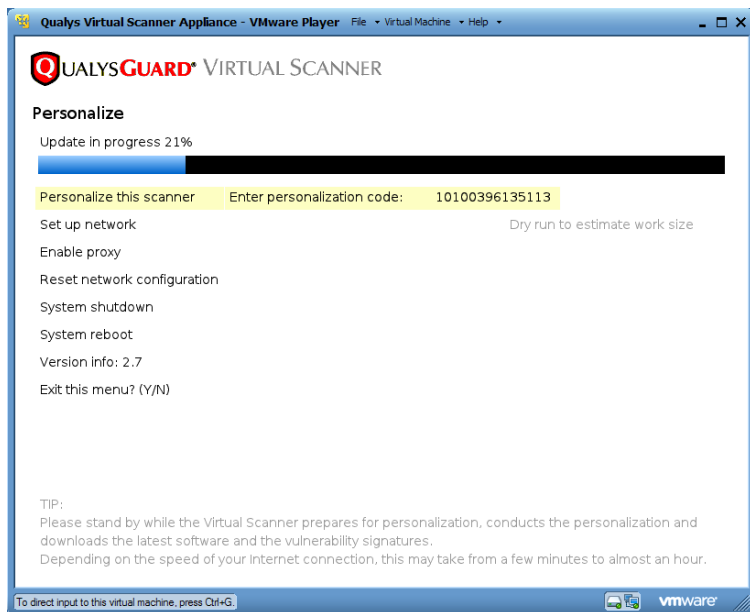 Qualys Virtual Scanner Appliance - VMware Player File Virtual Machine Help
QUALYSGUARD® VIRTUAL SCANNER
Personalize
Update in progress 21%
Personalize this scanner Enter personalization code: 10100396135113
Set up network Dry run to estimate work size
Enable proxy
Reset network configuration
System shutdown
System reboot
Version info: 2.7
Exit this menu? (Y/N)
TIP:
Please stand by while the Virtual Scanner prepares for personalization, conducts the personalization and
downloads the latest software and the vulnerability signatures.
Depending on the speed of your Internet connection, this may take from a few minutes to almost an hour.
To direct input to this virtual machine, press Ctrl+G. vmware